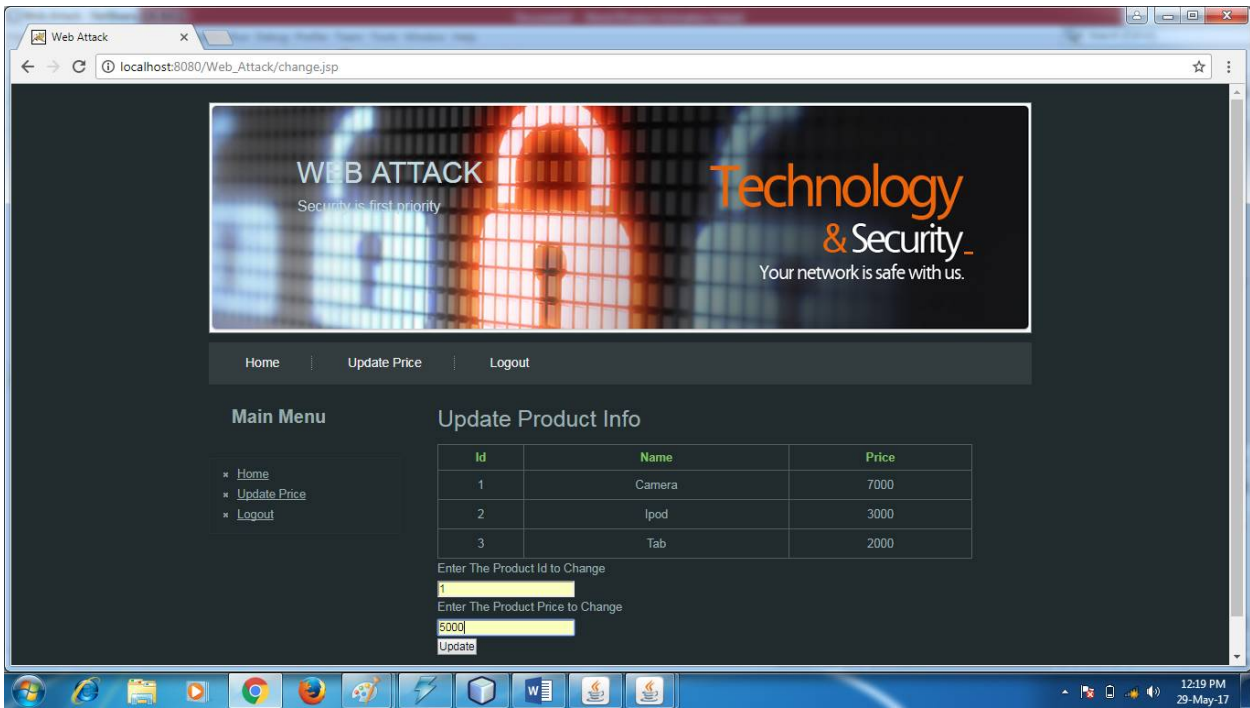 Web Attack
localhost:8080/Web_Attack/change.jsp
WEB ATTACK
Security is first priority
Technology
& Security_
Your network is safe with us.
Home
Update Price
Logout
Main Menu
Home
Update Price
Logout
Update Product Info
Id Name Price
1 Camera 7000
2 Ipod 3000
3 Tab 2000
Enter The Product Id to Change
1
Enter The Product Price to Change
5000
Update
12:19 PM
29-May-17